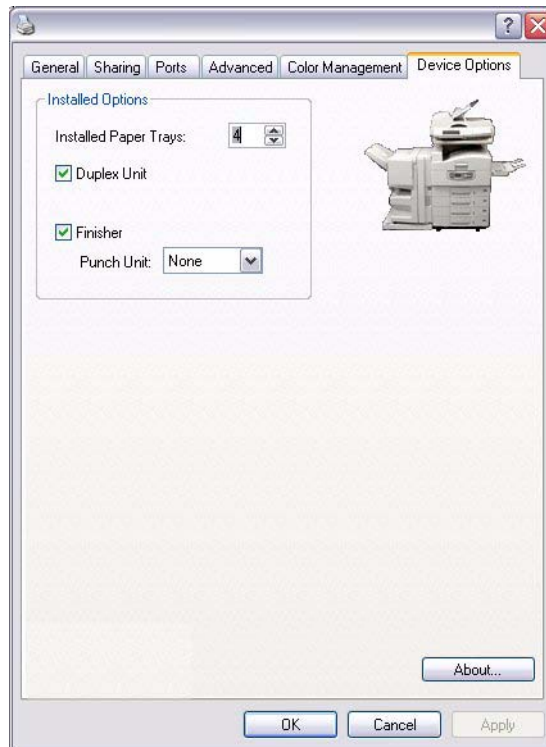 General Sharing Ports Advanced Color Management Device Options
Installed Options
Installed Paper Trays: 4
Duplex Unit
Finisher
Punch Unit: None
About...
OK Cancel Apply